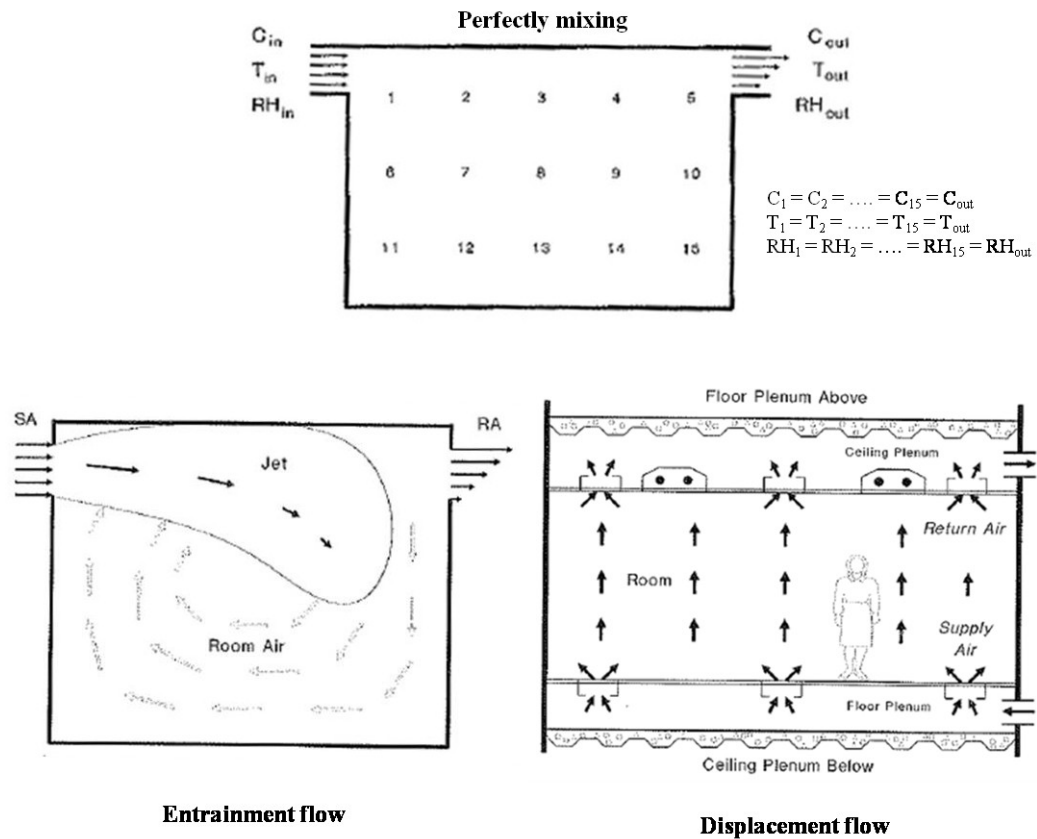 Perfectly mixing
C_in
T_in
RH_in
C_out
T_out
RH_out
1 2 3 4 5
6 7 8 9 10
11 12 13 14 15
C_1 = C_2 = .... = C_15 = C_out
T_1 = T_2 = .... = T_15 = T_out
RH_1 = RH_2 = .... = RH_15 = RH_out
SA
RA
Jet
Room Air
Entrainment flow
Floor Plenum Above
Ceiling Plenum
Return Air
Room
Supply
Air
Floor Plenum
Ceiling Plenum Below
Displacement flow